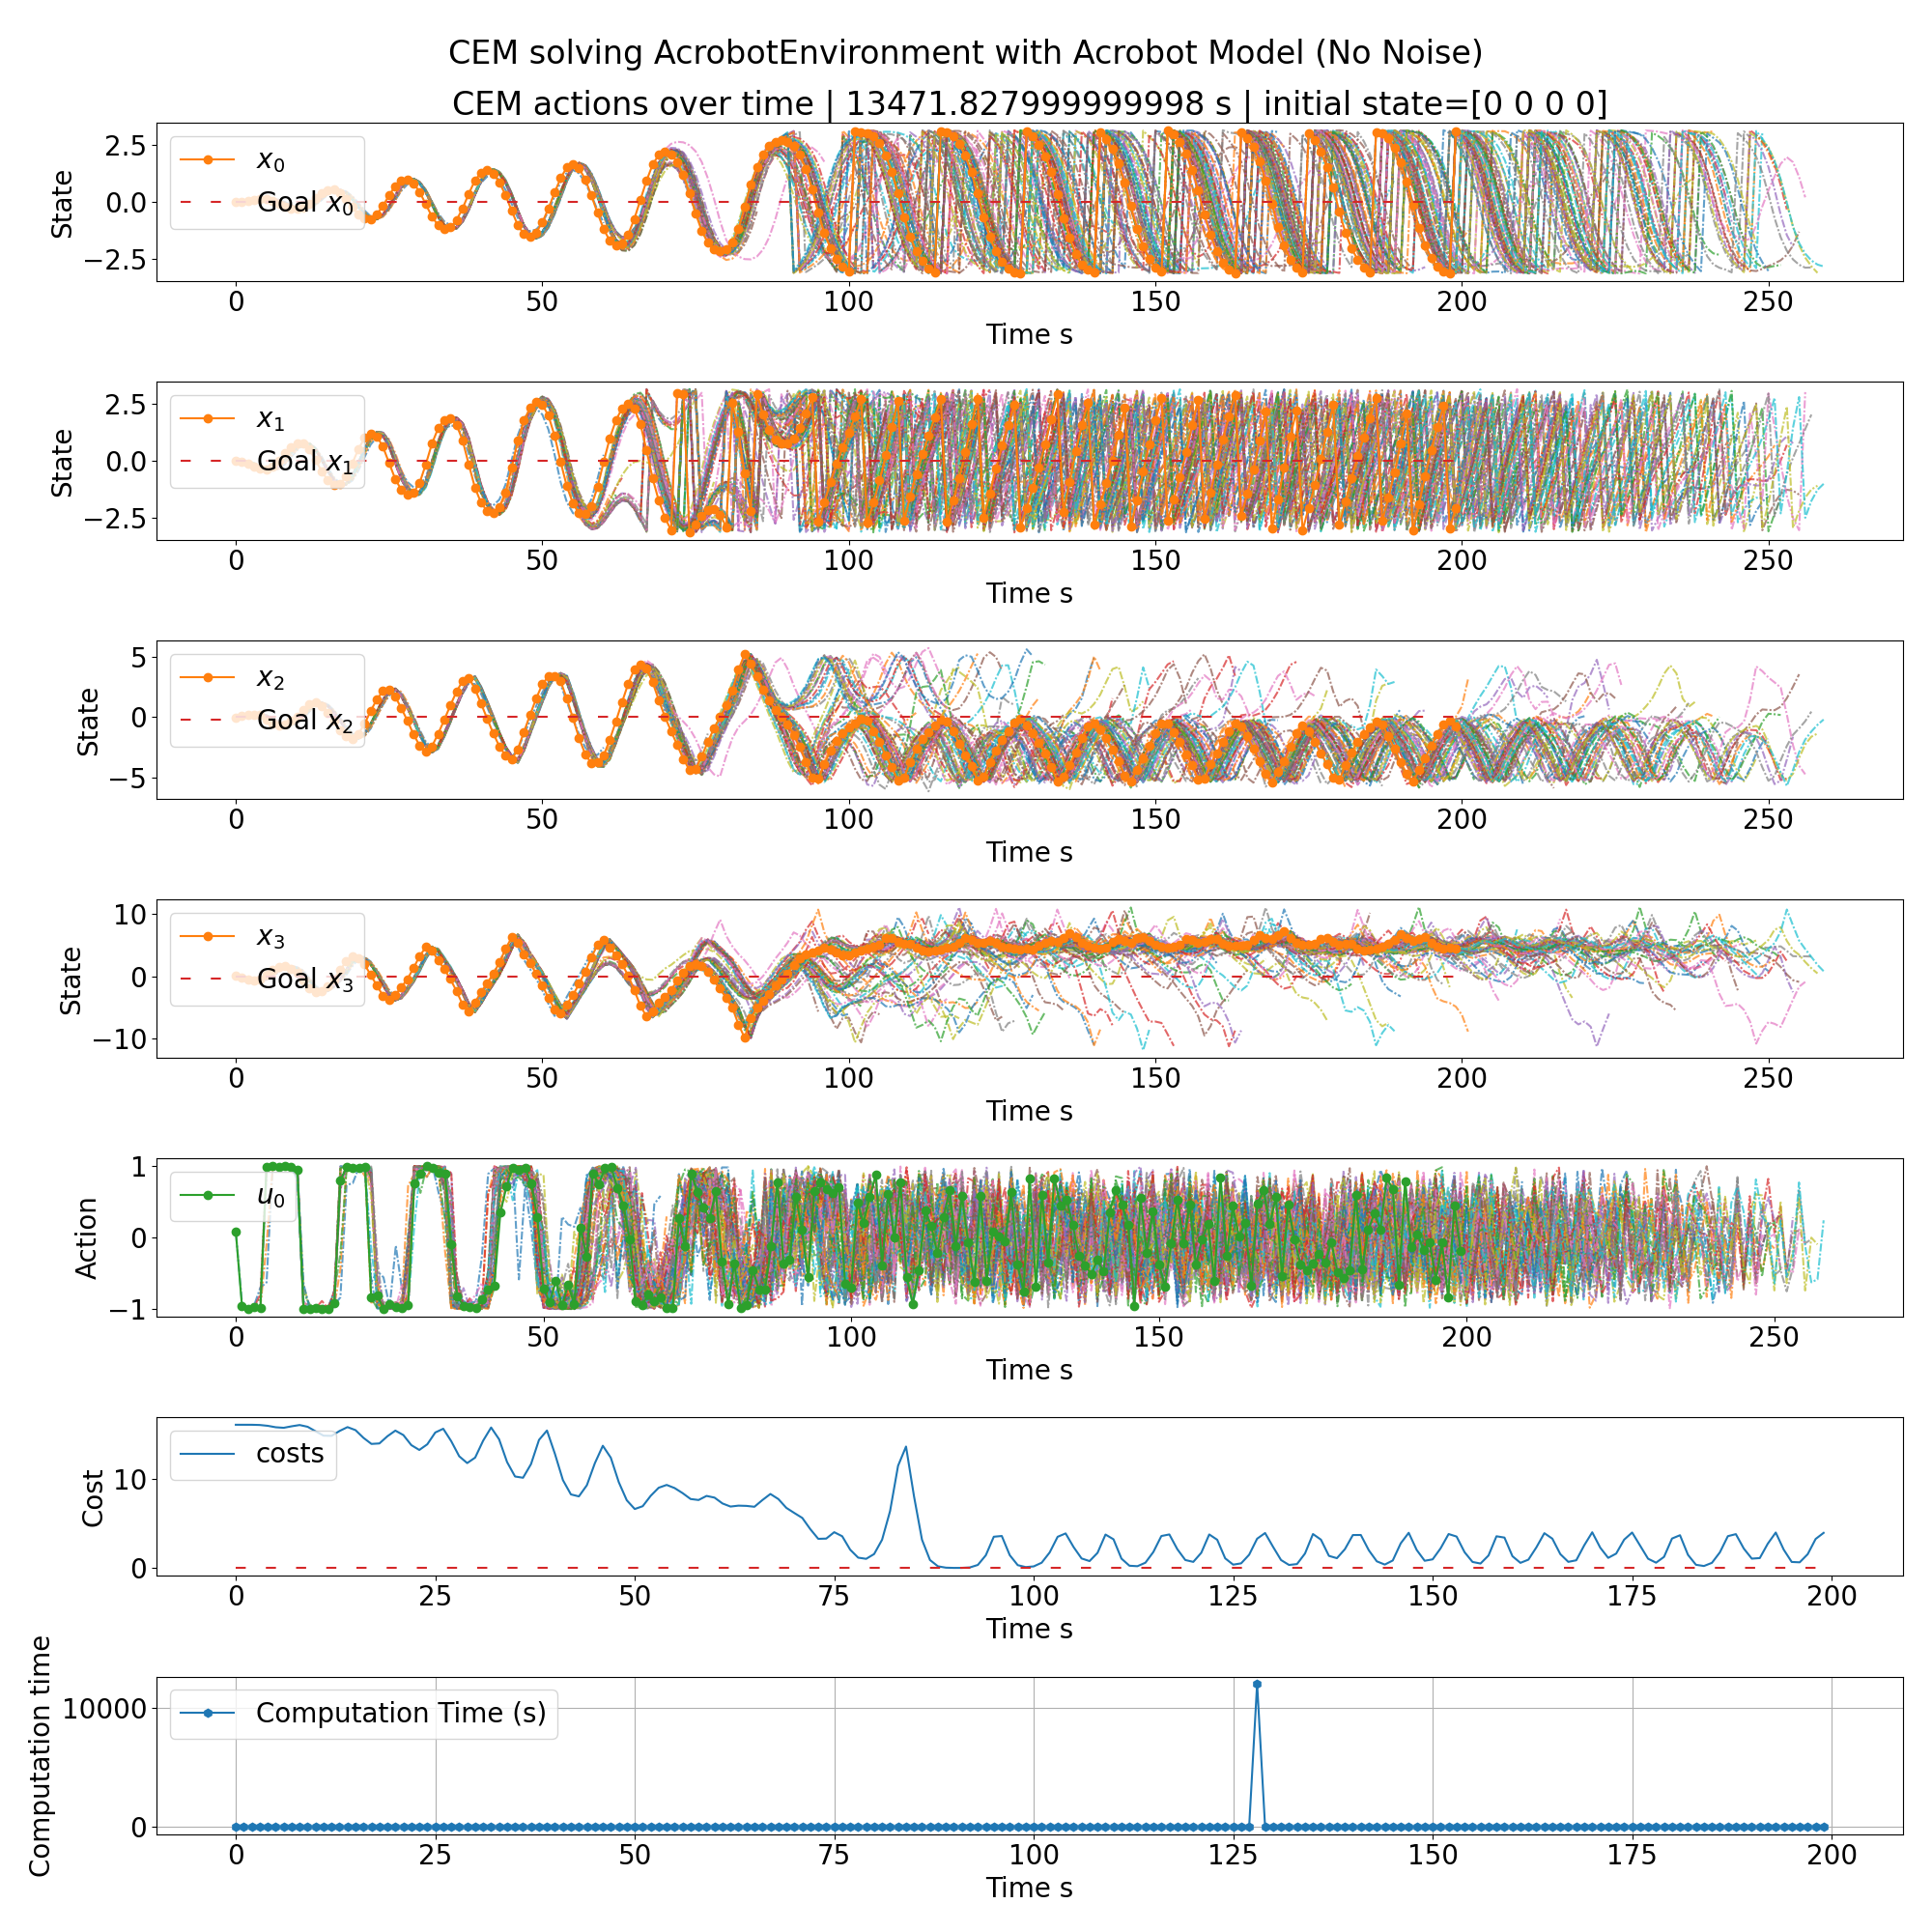 CEM solving AcrobotEnvironment with Acrobot Model (No Noise)
CEM actions over time | 13471.827999999998 s | initial state=[0 0 0 0]
State
2.5
0.0
−2.5
x0
Goal x0
0 50 100 150 200 250
Time s
State
2.5
0.0
−2.5
x1
Goal x1
0 50 100 150 200 250
Time s
State
5
0
−5
x2
Goal x2
0 50 100 150 200 250
Time s
State
10
0
−10
x3
Goal x3
0 50 100 150 200 250
Time s
Action
1
0
−1
u0
0 50 100 150 200 250
Time s
Cost
10
0
costs
0 25 50 75 100 125 150 175 200
Time s
Computation time
10000
0
Computation Time (s)
0 25 50 75 100 125 150 175 200
Time s